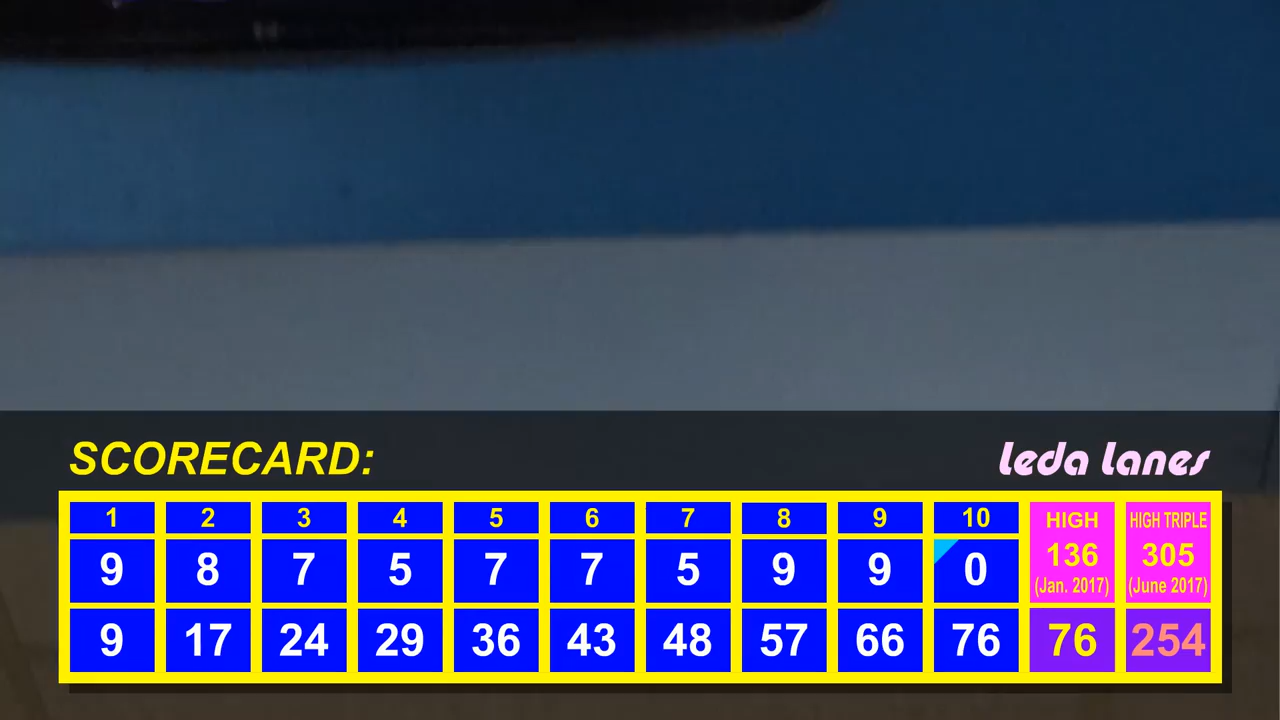 SCORECARD:
Leda Lanes
1 2 3 4 5 6 7 8 9 10 HIGH HIGH TRIPLE
9 8 7 5 7 7 5 9 9 0 136 305
(Jan. 2017) (June 2017)
9 17 24 29 36 43 48 57 66 76 76 254